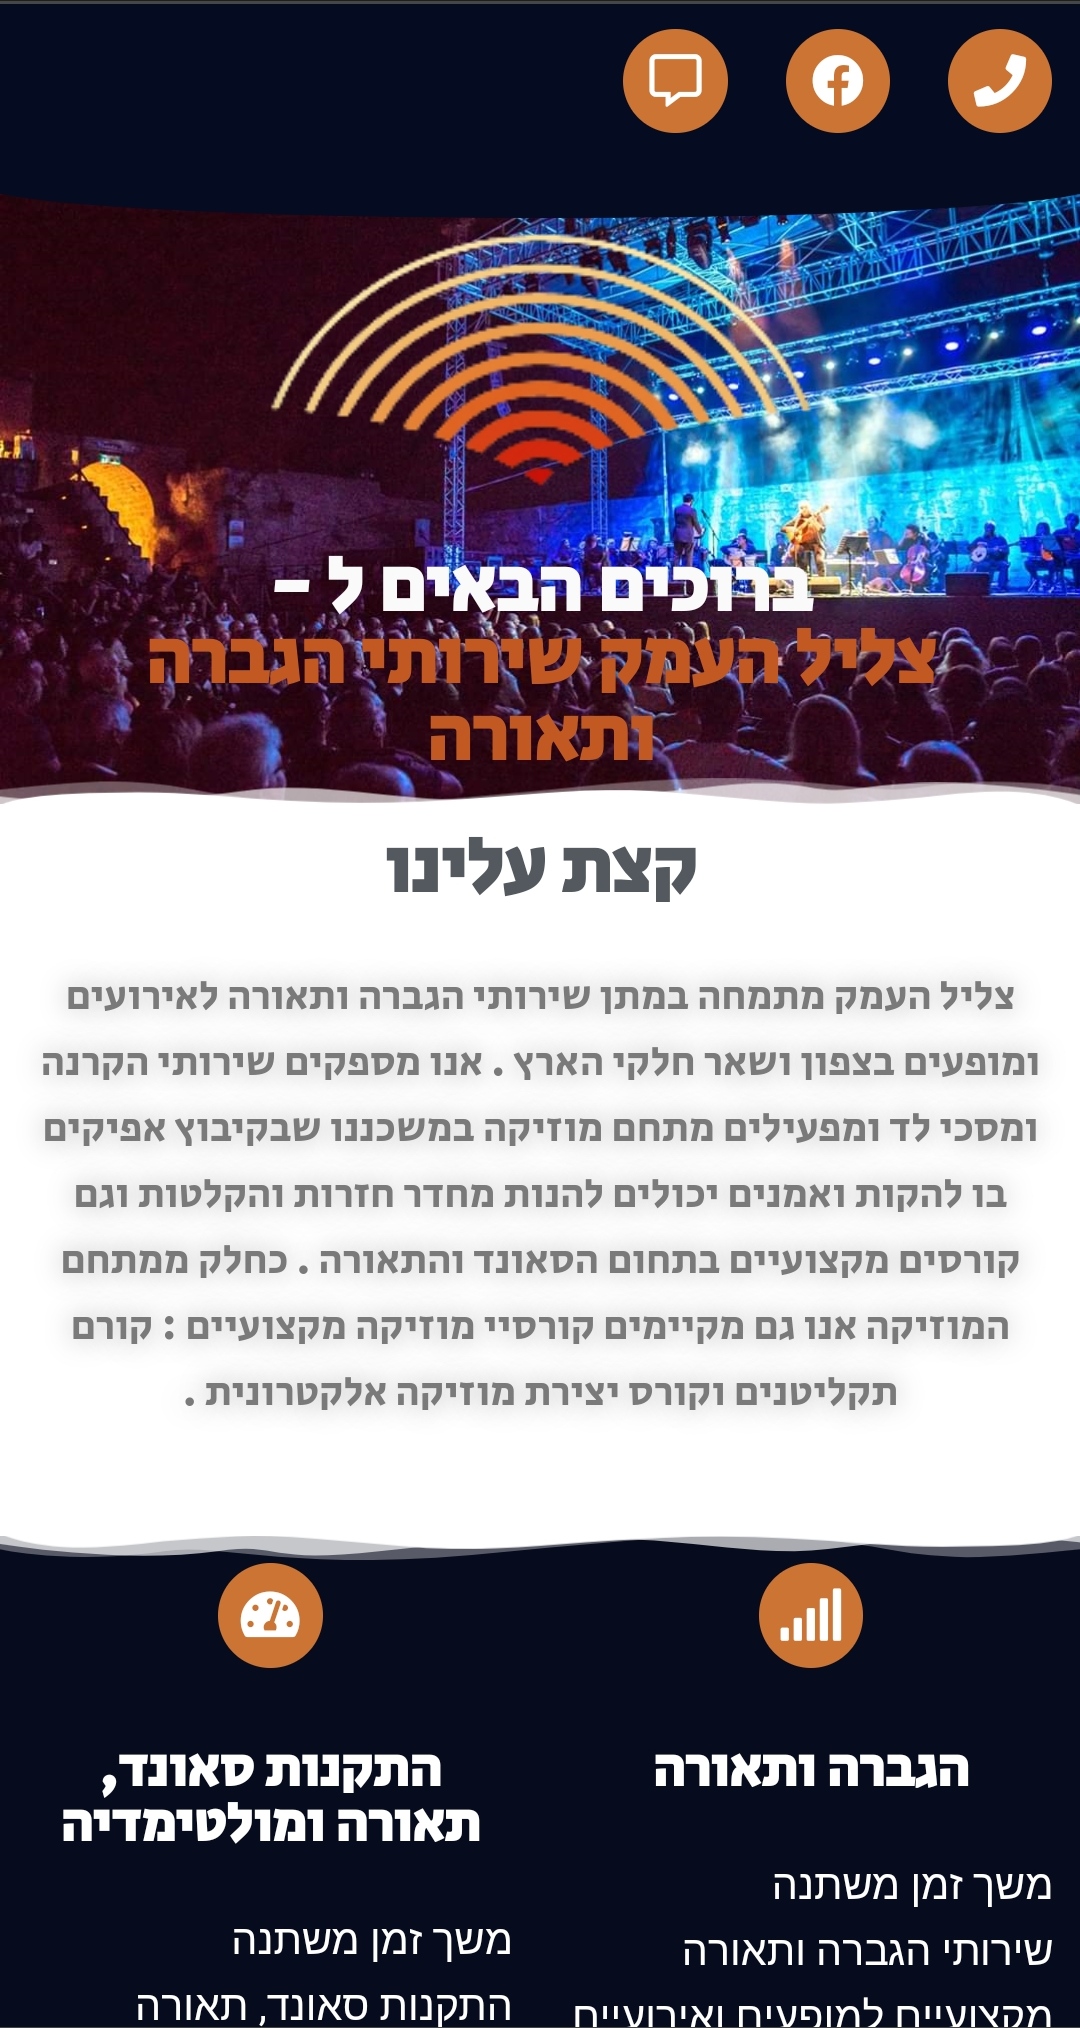 ברוכים הבאים ל -
צליל העמק שירותי הגברה
ותאורה
קצת עלינו
צליל העמק מתמחה במתן שירותי הגברה ותאורה לאירועים
ומופעים בצפון ושאר חלקי הארץ . אנו מספקים שירותי הקרנה
ומסכי לד ומפעילים מתחם מוזיקה במשכננו שבקיבוץ אפיקים
בו להקות ואמנים יכולים להנות מחדר חזרות והקלטות וגם
קורסים מקצועיים בתחום הסאונד והתאורה . כחלק ממתחם
המוזיקה אנו גם מקיימים קורסיי מוזיקה מקצועיים : קורם
תקליטנים וקורס יצירת מוזיקה אלקטרונית .
הגברה ותאורה
משך זמן משתנה
שירותי הגברה ותאורה
מקצועיים למופעים ואירועיים
התקנות סאונד,
תאורה ומולטימדיה
משך זמן משתנה
התקנות סאונד, תאורה